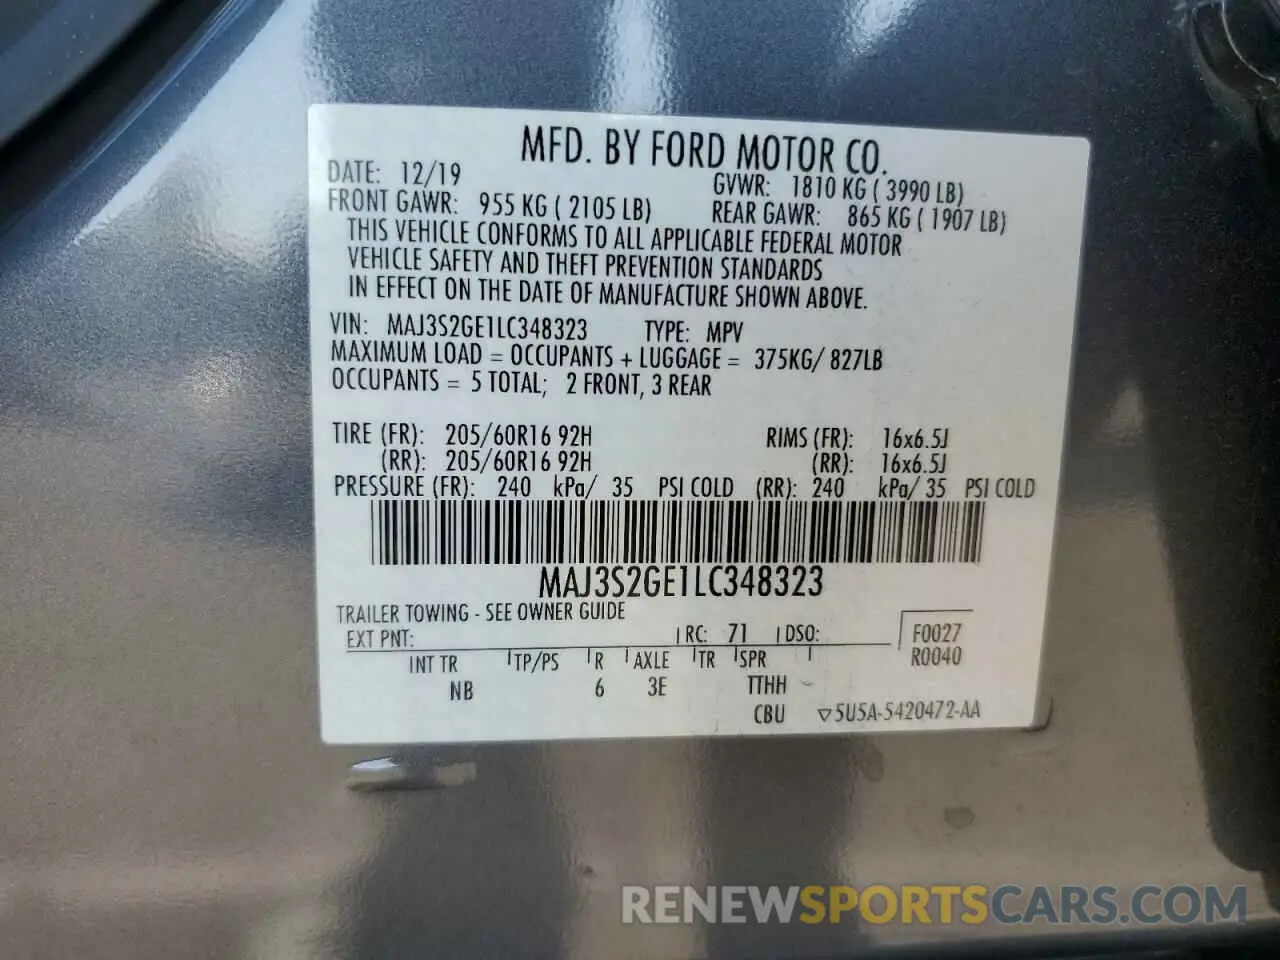 MFD. BY FORD MOTOR CO.
DATE: 12/19 GVWR: 1810 KG ( 3990 LB)
FRONT GAWR: 955 KG ( 2105 LB) REAR GAWR: 865 KG ( 1907 LB)
THIS VEHICLE CONFORMS TO ALL APPLICABLE FEDERAL MOTOR
VEHICLE SAFETY AND THEFT PREVENTION STANDARDS
IN EFFECT ON THE DATE OF MANUFACTURE SHOWN ABOVE.
VIN: MAJ3S2GE1LC348323 TYPE: MPV
MAXIMUM LOAD = OCCUPANTS + LUGGAGE = 375KG/ 827LB
OCCUPANTS = 5 TOTAL; 2 FRONT, 3 REAR
TIRE (FR): 205/60R16 92H RIMS (FR): 16x6.5J
(RR): 205/60R16 92H (RR): 16x6.5J
PRESSURE (FR): 240 kPa/ 35 PSI COLD (RR): 240 kPa/ 35 PSI COLD
MAJ3S2GE1LC348323
TRAILER TOWING - SEE OWNER GUIDE
EXT PNT: RC: 71 DSO: F0027
INT TR TP/PS R AXLE TR SPR R0040
NB 6 3E TTHH
CBU ▽5U5A-5420472-AA
RENEWSPORTSCARS.COM